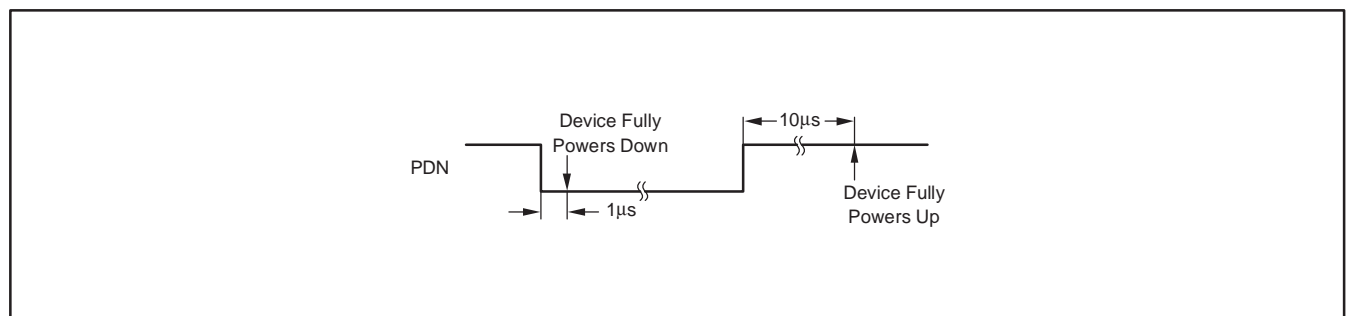 Device Fully
Powers Down
10μs
PDN
1μs
Device Fully
Powers Up